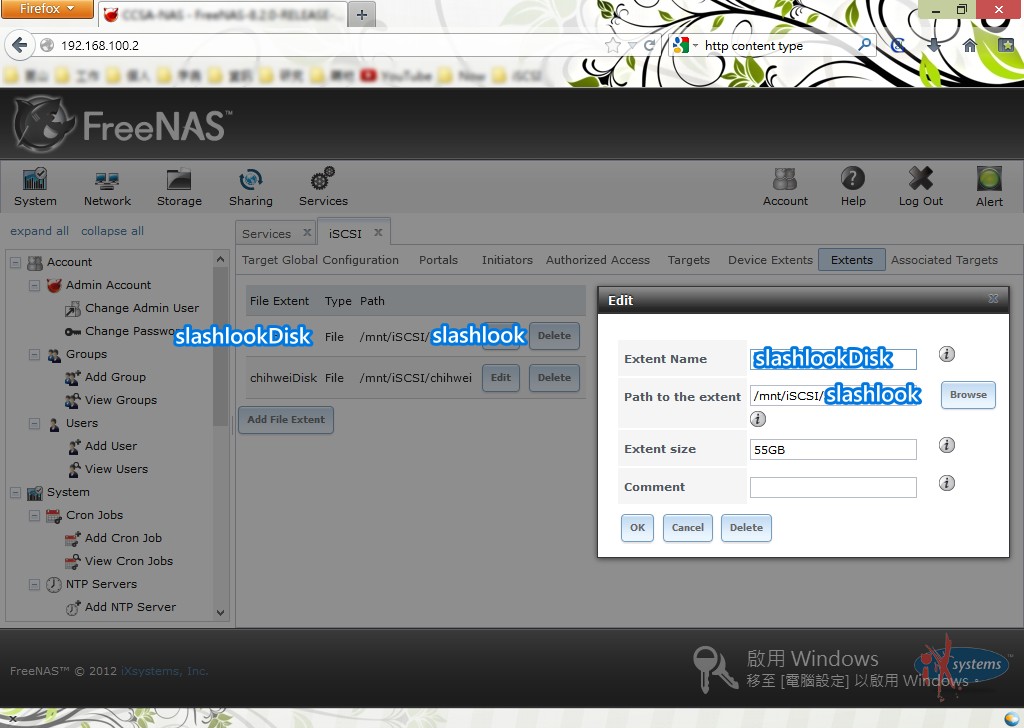 Firefox
CCSA-NAS - FreeNAS-8.2.0-RELEASE-...
192.168.100.2
http content type
YouTube
Now
iSCSI
FreeNAS™
System
Network
Storage
Sharing
Services
Account
Help
Log Out
Alert
expand all collapse all
Services
iSCSI
Target Global Configuration
Portals
Initiators
Authorized Access
Targets
Device Extents
Extents
Associated Targets
Account
Admin Account
Change Admin User
Change Passwo
Groups
Add Group
View Groups
Users
Add User
View Users
System
Cron Jobs
Add Cron Job
View Cron Jobs
NTP Servers
Add NTP Server
File Extent Type Path
slashlookDisk File /mnt/iSCSI/slashlook Delete
chihweiDisk File /mnt/iSCSI/chihwei Edit Delete
Add File Extent
Edit
Extent Name slashlookDisk
Path to the extent /mnt/iSCSI/slashlook Browse
Extent size 55GB
Comment
OK Cancel Delete
FreeNAS™ © 2012 iXsystems, Inc.
啟用 Windows
移至 [電腦設定] 以啟用 Windows。
iXsystems™